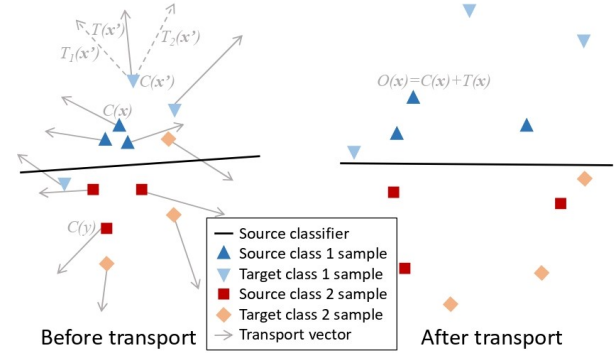 T(x')
T₁(x')
T₂(x')
C(x')
C(x)
C(y)
O(x)=C(x)+T(x)
Source classifier
Source class 1 sample
Target class 1 sample
Source class 2 sample
Target class 2 sample
Transport vector
Before transport
After transport